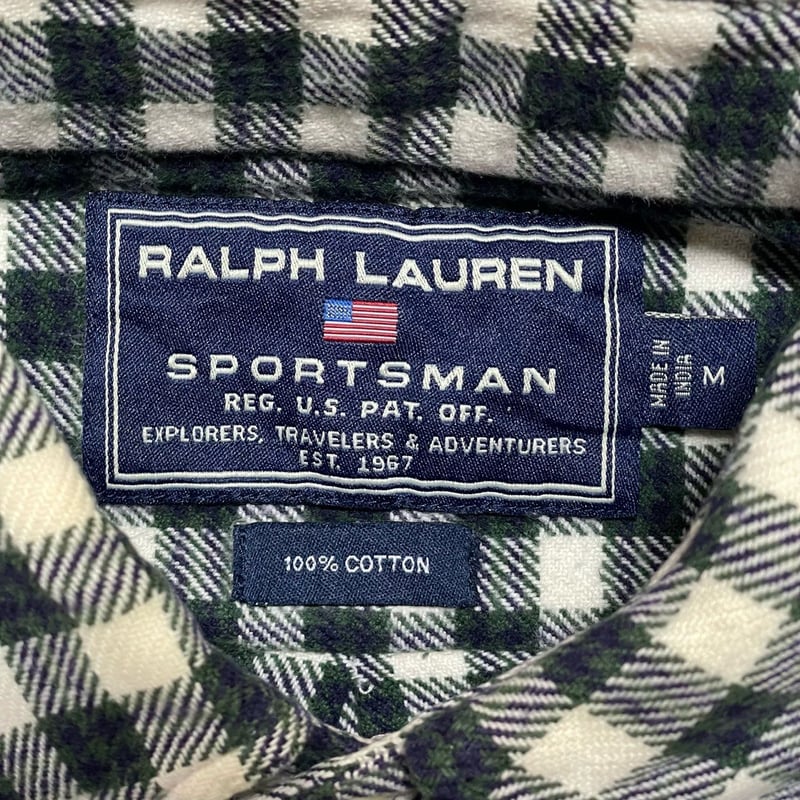 RALPH LAUREN
SPORTSMAN
REG. U.S. PAT. OFF.
EXPLORERS, TRAVELERS & ADVENTURERS
EST. 1967
MADE IN
INDIA
M
100% COTTON